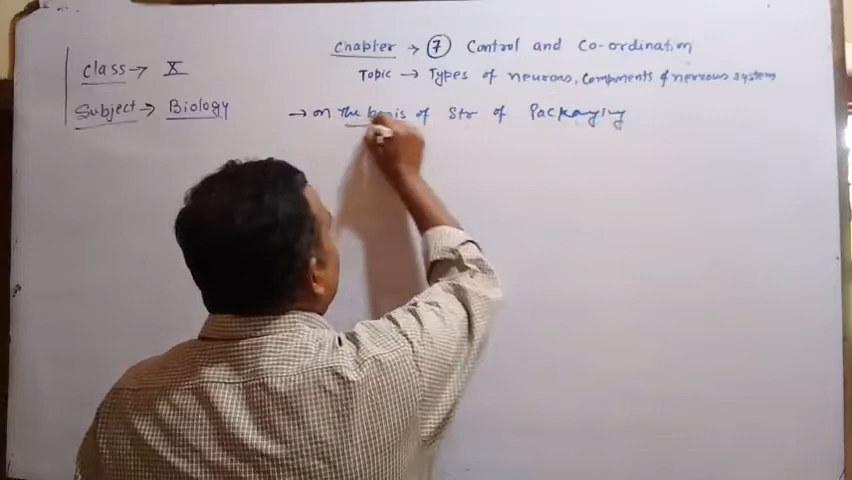 Chapter → 7 Control and Co-ordination
Class → X
Topic → Types of neurons, Components of nervous system
Subject → Biology
→ on the basis of Str of Packaging